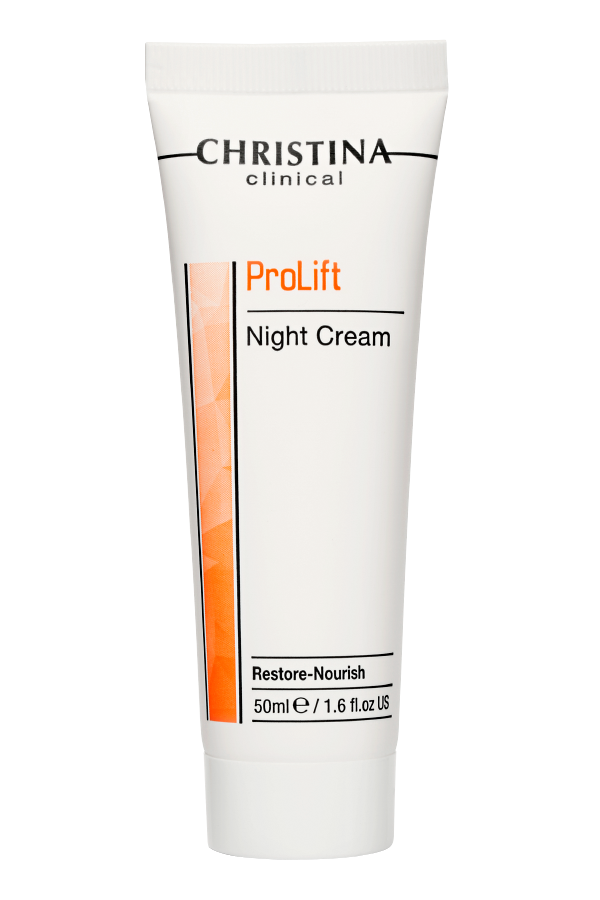 CHRISTINA
clinical
ProLift
Night Cream
Restore-Nourish
50ml ℮ / 1.6 fl.oz US